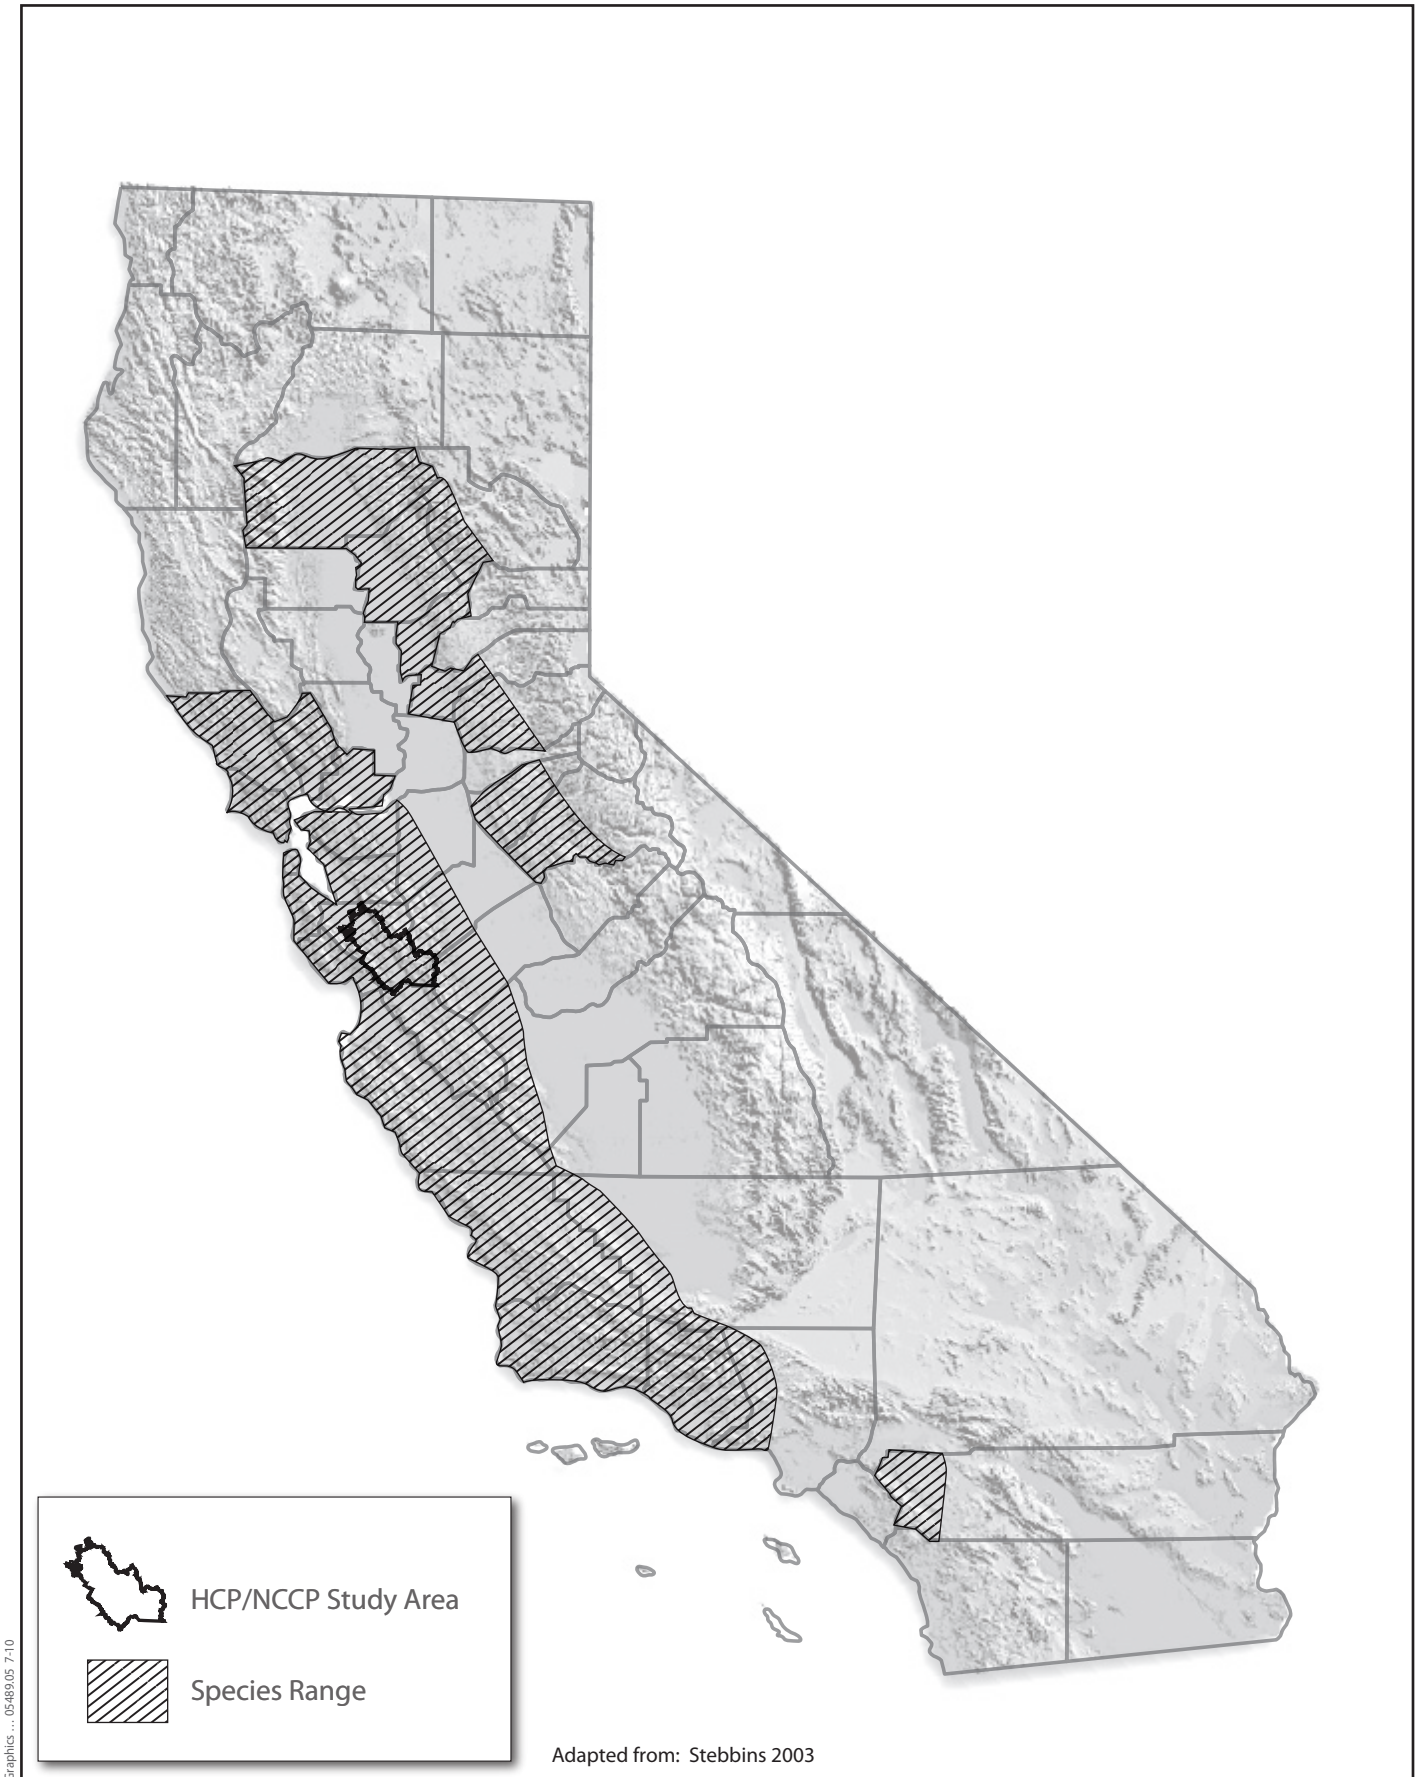 HCP/NCCP Study Area
Species Range
Adapted from: Stebbins 2003
Graphics … 05489.05 7-10